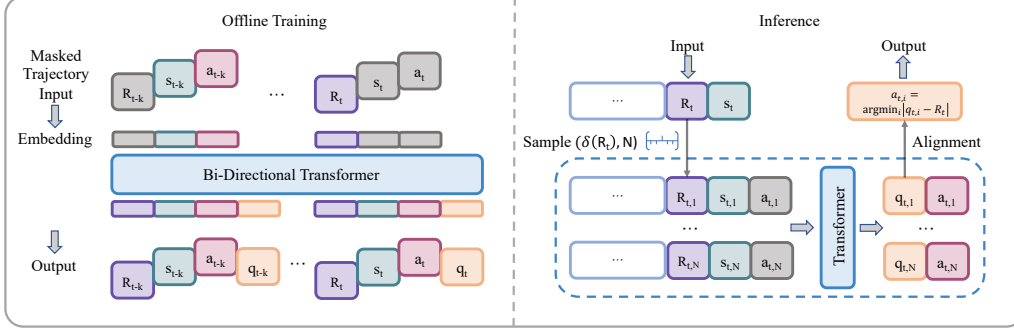 Offline Training
Masked
Trajectory
Input
Embedding
R_{t-k} s_{t-k} a_{t-k} ... R_t s_t a_t
Bi-Directional Transformer
Output
R_{t-k} s_{t-k} a_{t-k} q_{t-k} ... R_t s_t a_t q_t
Inference
Input
Output
... R_t s_t
a_{t,i} =
argmin_i|q_{t,i} − R_t|
Sample (δ(R_t), N)
Alignment
... R_{t,1} s_{t,1} a_{t,1}
...
... R_{t,N} s_{t,N} a_{t,N}
Transformer
q_{t,1} a_{t,1}
...
q_{t,N} a_{t,N}